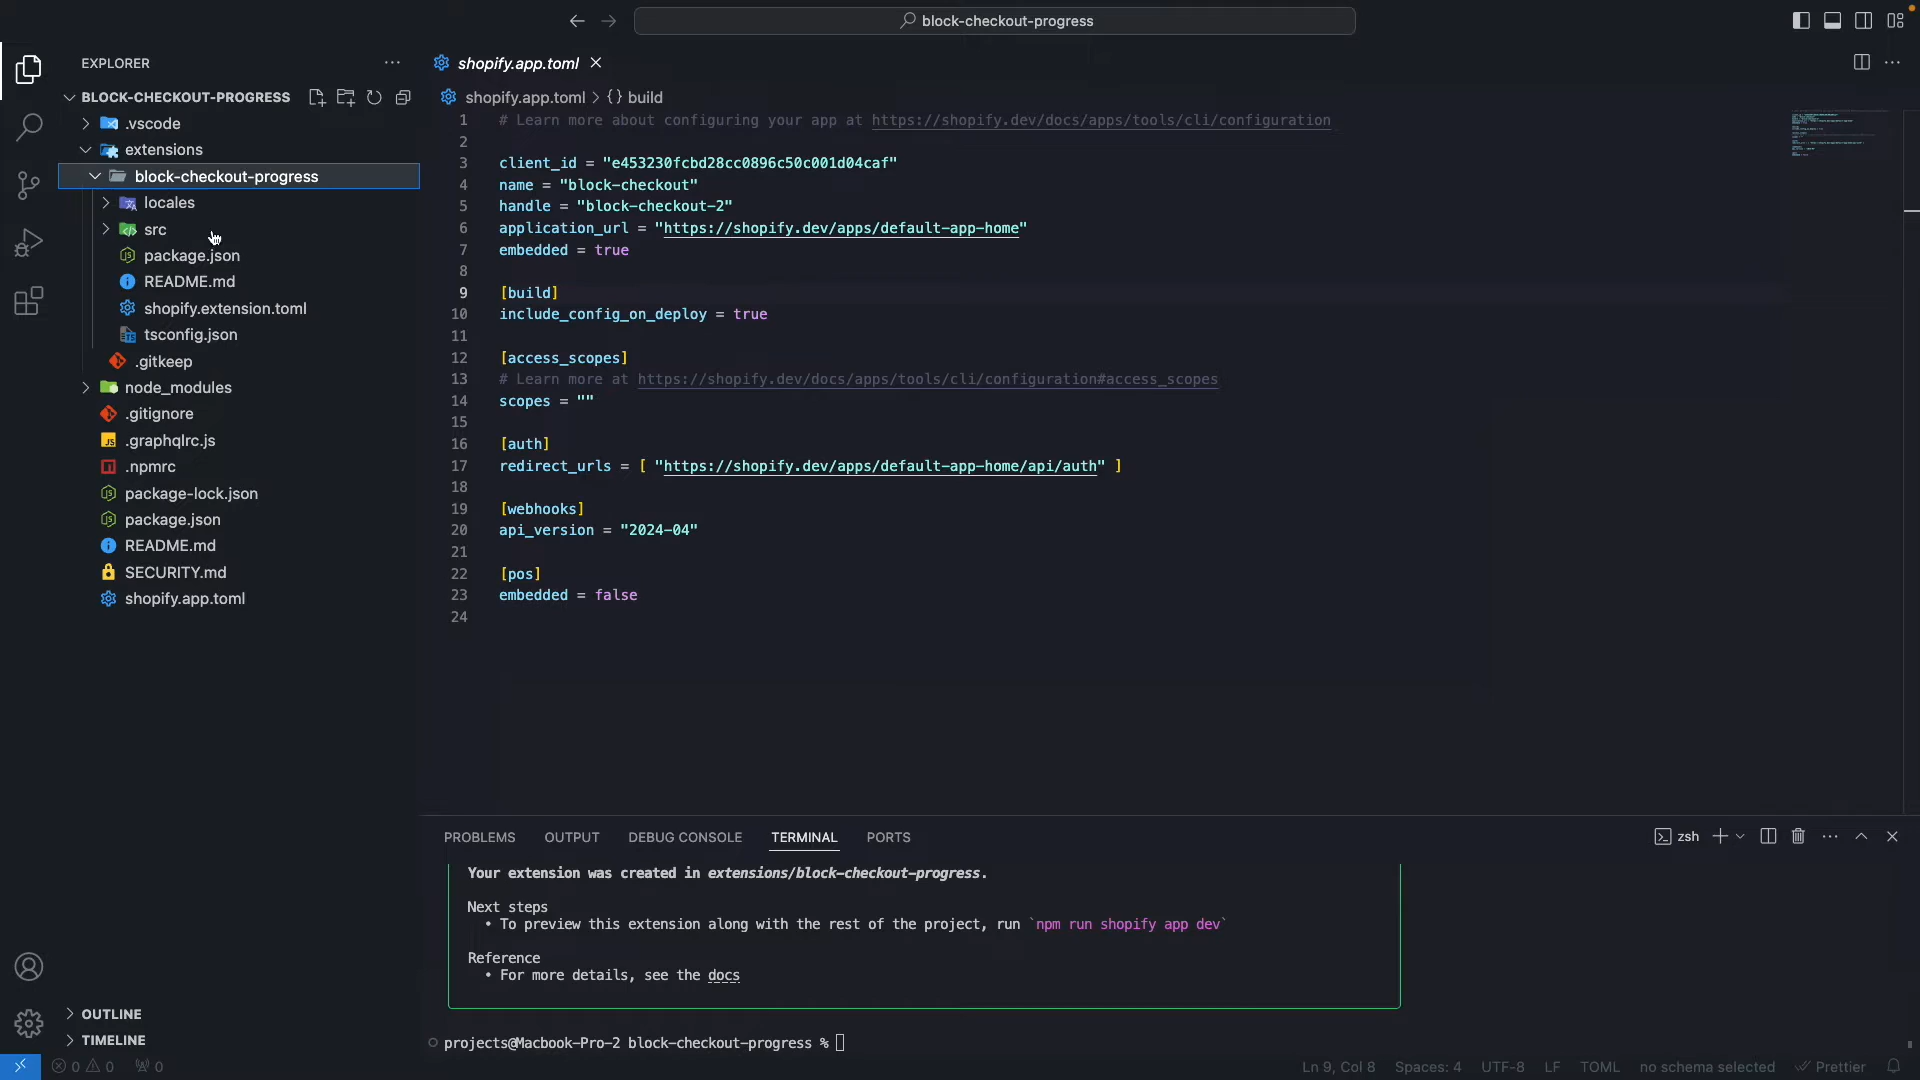 block-checkout-progress
EXPLORER
BLOCK-CHECKOUT-PROGRESS
.vscode
extensions
block-checkout-progress
locales
src
package.json
README.md
shopify.extension.toml
tsconfig.json
.gitkeep
node_modules
.gitignore
.graphqlrc.js
.npmrc
package-lock.json
package.json
README.md
SECURITY.md
shopify.app.toml
OUTLINE
TIMELINE
shopify.app.toml
shopify.app.toml > {} build
1 # Learn more about configuring your app at https://shopify.dev/docs/apps/tools/cli/configuration
2
3 client_id = "e453230fcbd28cc0896c50c001d04caf"
4 name = "block-checkout"
5 handle = "block-checkout-2"
6 application_url = "https://shopify.dev/apps/default-app-home"
7 embedded = true
8
9 [build]
10 include_config_on_deploy = true
11
12 [access_scopes]
13 # Learn more at https://shopify.dev/docs/apps/tools/cli/configuration#access_scopes
14 scopes = ""
15
16 [auth]
17 redirect_urls = [ "https://shopify.dev/apps/default-app-home/api/auth" ]
18
19 [webhooks]
20 api_version = "2024-04"
21
22 [pos]
23 embedded = false
24
PROBLEMS OUTPUT DEBUG CONSOLE TERMINAL PORTS
zsh
Your extension was created in extensions/block-checkout-progress.
Next steps
• To preview this extension along with the rest of the project, run `npm run shopify app dev`
Reference
• For more details, see the docs
projects@Macbook-Pro-2 block-checkout-progress %
0 0 0 Ln 9, Col 8 Spaces: 4 UTF-8 LF TOML no schema selected Prettier